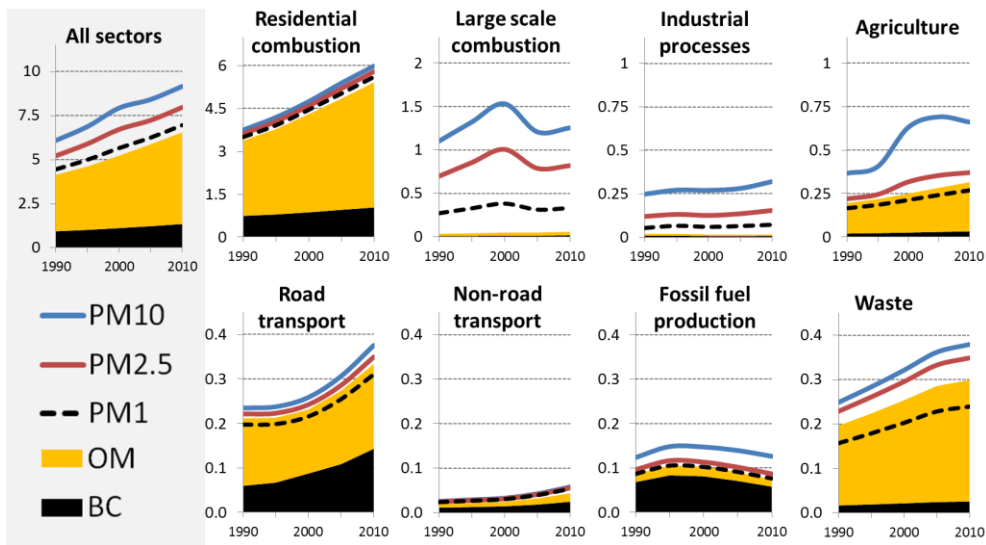 All sectors
10
7.5
5
2.5
0
1990 2000 2010
Residential
combustion
6
4.5
3
1.5
0
1990 2000 2010
Large scale
combustion
2
1.5
1
0.5
0
1990 2000 2010
Industrial
processes
1
0.75
0.5
0.25
0
1990 2000 2010
Agriculture
1
0.75
0.5
0.25
0
1990 2000 2010
PM10
PM2.5
PM1
OM
BC
Road
transport
0.4
0.3
0.2
0.1
0.0
1990 2000 2010
Non-road
transport
0.4
0.3
0.2
0.1
0.0
1990 2000 2010
Fossil fuel
production
0.4
0.3
0.2
0.1
0.0
1990 2000 2010
Waste
0.4
0.3
0.2
0.1
0.0
1990 2000 2010